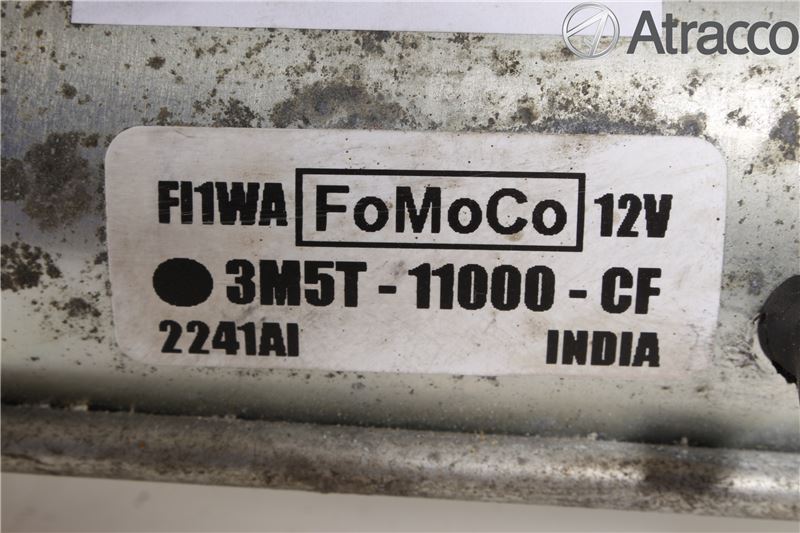 Atracco
FI1WA FoMoCo 12V
3M5T - 11000 - CF
2241AI INDIA